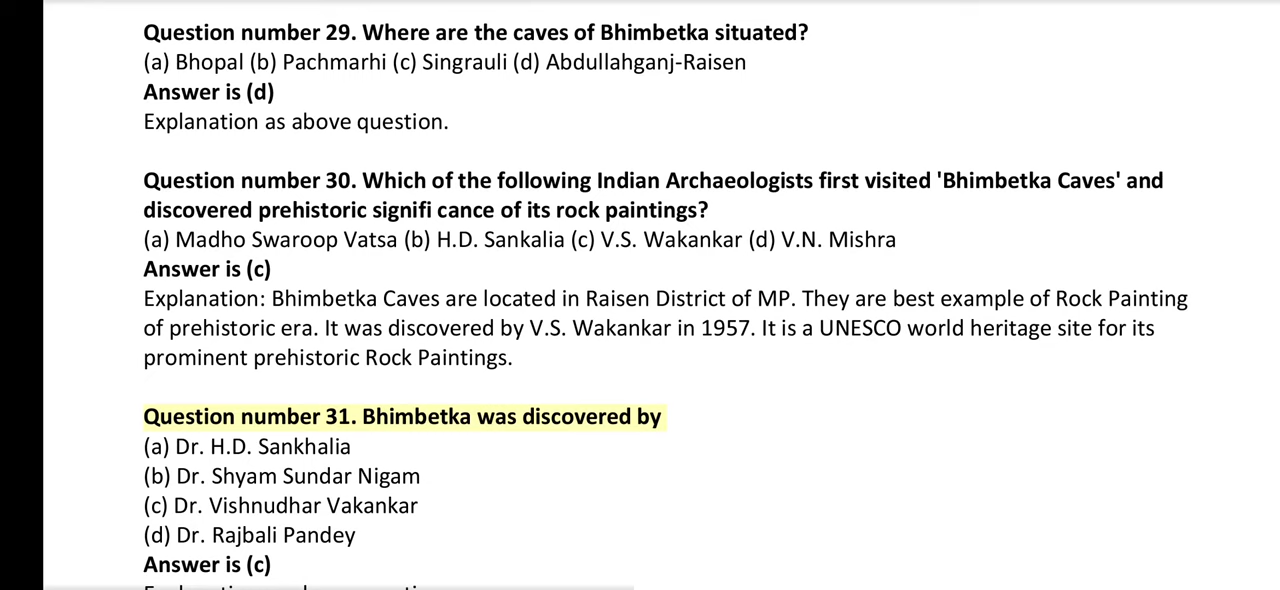 Question number 29. Where are the caves of Bhimbetka situated?
(a) Bhopal (b) Pachmarhi (c) Singrauli (d) Abdullahganj-Raisen
Answer is (d)
Explanation as above question.
Question number 30. Which of the following Indian Archaeologists first visited 'Bhimbetka Caves' and
discovered prehistoric signifi cance of its rock paintings?
(a) Madho Swaroop Vatsa (b) H.D. Sankalia (c) V.S. Wakankar (d) V.N. Mishra
Answer is (c)
Explanation: Bhimbetka Caves are located in Raisen District of MP. They are best example of Rock Painting
of prehistoric era. It was discovered by V.S. Wakankar in 1957. It is a UNESCO world heritage site for its
prominent prehistoric Rock Paintings.
Question number 31. Bhimbetka was discovered by
(a) Dr. H.D. Sankhalia
(b) Dr. Shyam Sundar Nigam
(c) Dr. Vishnudhar Vakankar
(d) Dr. Rajbali Pandey
Answer is (c)